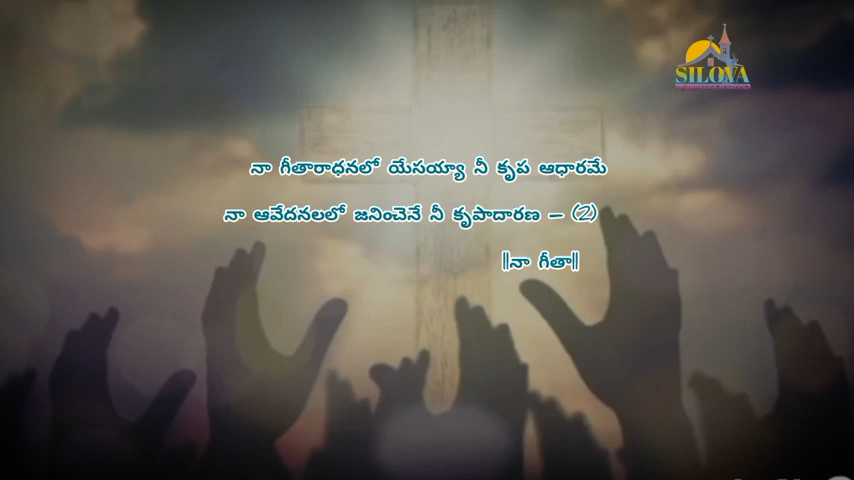 SILOVA
నా గీతారాధనలో యేసయ్యా నీ కృప ఆధారమే
నా ఆవేదనలలో జనించెనే నీ కృపాదారణ – (2)
||నా గీతా||